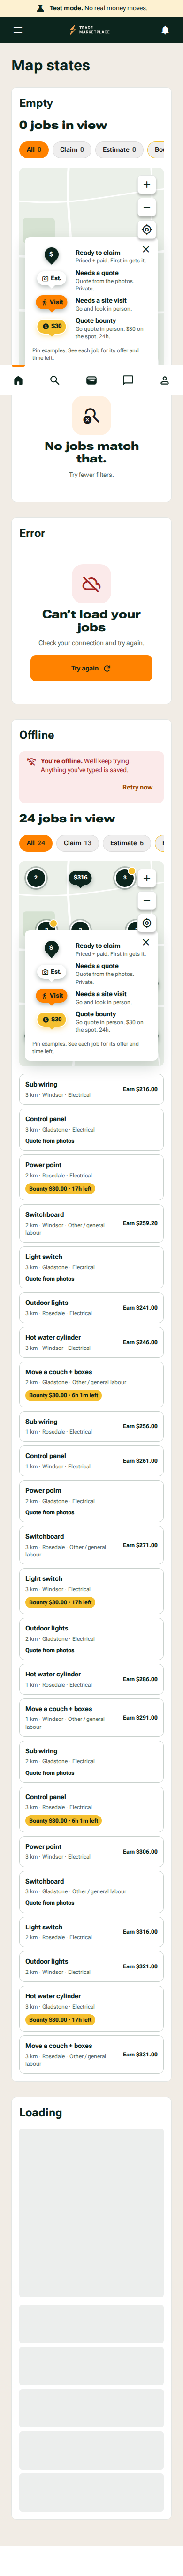 Test mode. No real money moves.
TRADE
MARKETPLACE
Map states
Empty
0 jobs in view
All 0
Claim 0
Estimate 0
Bou
$
Ready to claim
Priced + paid. First in gets it.
Est.
Needs a quote
Quote from the photos.
Private.
Visit
Needs a site visit
Go and look in person.
$30
Quote bounty
Go quote in person. $30 on
the spot. 24h.
Pin examples. See each job for its offer and
time left.
No jobs match
that.
Try fewer filters.
Error
Can't load your
jobs
Check your connection and try again.
Try again
Offline
You're offline. We'll keep trying.
Anything you've typed is saved.
Retry now
24 jobs in view
All 24
Claim 13
Estimate 6
2
$316
3
$
Ready to claim
Priced + paid. First in gets it.
Est.
Needs a quote
Quote from the photos.
Private.
Visit
Needs a site visit
Go and look in person.
$30
Quote bounty
Go quote in person. $30 on
the spot. 24h.
Pin examples. See each job for its offer and
time left.
Sub wiring
3 km · Windsor · Electrical
Earn $216.00
Control panel
3 km · Gladstone · Electrical
Quote from photos
Power point
2 km · Rosedale · Electrical
Bounty $30.00 · 17h left
Switchboard
2 km · Windsor · Other / general
labour
Earn $259.20
Light switch
3 km · Gladstone · Electrical
Quote from photos
Outdoor lights
3 km · Rosedale · Electrical
Earn $241.00
Hot water cylinder
3 km · Windsor · Electrical
Earn $246.00
Move a couch + boxes
2 km · Gladstone · Other / general labour
Bounty $30.00 · 6h 1m left
Sub wiring
1 km · Rosedale · Electrical
Earn $256.00
Control panel
1 km · Windsor · Electrical
Earn $261.00
Power point
2 km · Gladstone · Electrical
Quote from photos
Switchboard
3 km · Rosedale · Other / general
labour
Earn $271.00
Light switch
3 km · Windsor · Electrical
Bounty $30.00 · 17h left
Outdoor lights
2 km · Gladstone · Electrical
Quote from photos
Hot water cylinder
1 km · Rosedale · Electrical
Earn $286.00
Move a couch + boxes
1 km · Windsor · Other / general
labour
Earn $291.00
Sub wiring
2 km · Gladstone · Electrical
Quote from photos
Control panel
3 km · Rosedale · Electrical
Bounty $30.00 · 6h 1m left
Power point
3 km · Windsor · Electrical
Earn $306.00
Switchboard
3 km · Gladstone · Other / general labour
Quote from photos
Light switch
2 km · Rosedale · Electrical
Earn $316.00
Outdoor lights
2 km · Windsor · Electrical
Earn $321.00
Hot water cylinder
3 km · Gladstone · Electrical
Bounty $30.00 · 17h left
Move a couch + boxes
3 km · Rosedale · Other / general
labour
Earn $331.00
Loading